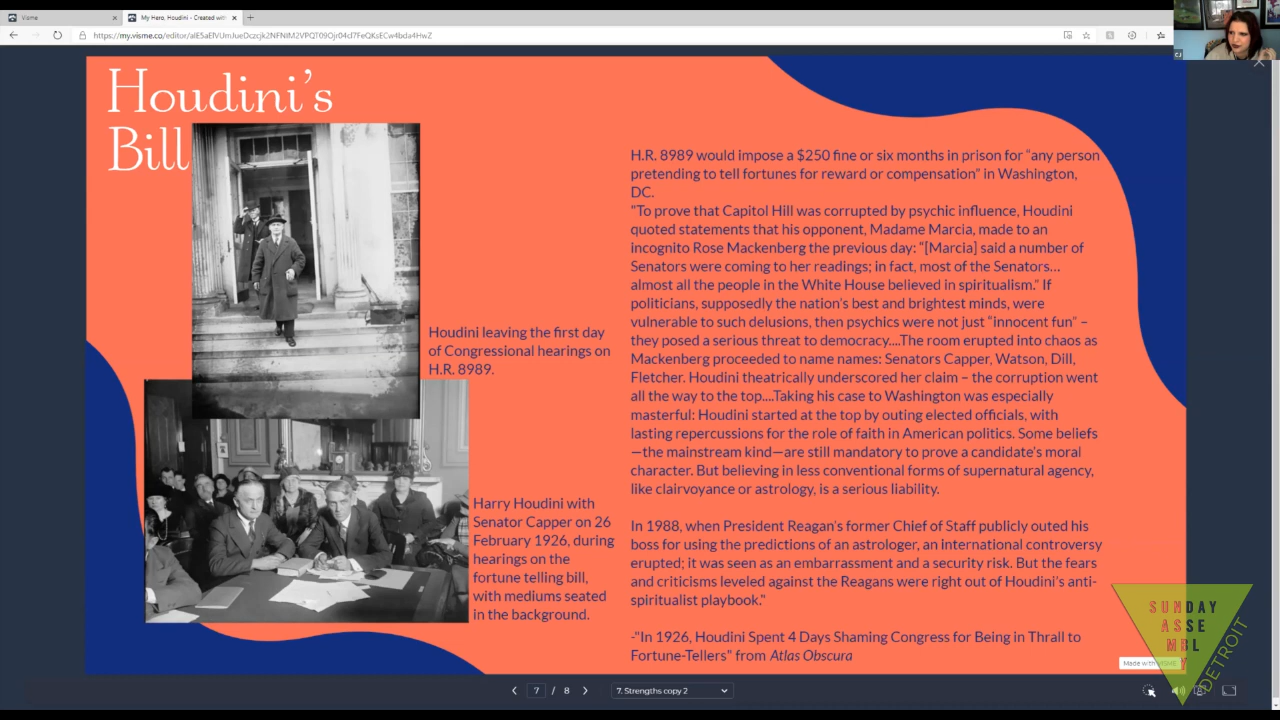 Visme
My Hero, Houdini - Created with
Houdini's
Bill
Houdini leaving the first day
of Congressional hearings on
H.R. 8989.
Harry Houdini with
Senator Capper on 26
February 1926, during
hearings on the
fortune telling bill,
with mediums seated
in the background.
H.R. 8989 would impose a $250 fine or six months in prison for “any person
pretending to tell fortunes for reward or compensation” in Washington,
DC.
"To prove that Capitol Hill was corrupted by psychic influence, Houdini
quoted statements that his opponent, Madame Marcia, made to an
incognito Rose Mackenberg the previous day: “[Marcia] said a number of
Senators were coming to her readings; in fact, most of the Senators…
almost all the people in the White House believed in spiritualism.” If
politicians, supposedly the nation's best and brightest minds, were
vulnerable to such delusions, then psychics were not just “innocent fun” –
they posed a serious threat to democracy....The room erupted into chaos as
Mackenberg proceeded to name names: Senators Capper, Watson, Dill,
Fletcher. Houdini theatrically underscored her claim – the corruption went
all the way to the top....Taking his case to Washington was especially
masterful: Houdini started at the top by outing elected officials, with
lasting repercussions for the role of faith in American politics. Some beliefs
—the mainstream kind—are still mandatory to prove a candidate's moral
character. But believing in less conventional forms of supernatural agency,
like clairvoyance or astrology, is a serious liability.
In 1988, when President Reagan's former Chief of Staff publicly outed his
boss for using the predictions of an astrologer, an international controversy
erupted; it was seen as an embarrassment and a security risk. But the fears
and criticisms leveled against the Reagans were right out of Houdini's anti-
spiritualist playbook."
-"In 1926, Houdini Spent 4 Days Shaming Congress for Being in Thrall to
Fortune-Tellers" from Atlas Obscura
CJ
SUNDAY
ASSE
MBL
Y
DETROIT
Made with
7 / 8
7. Strengths copy 2